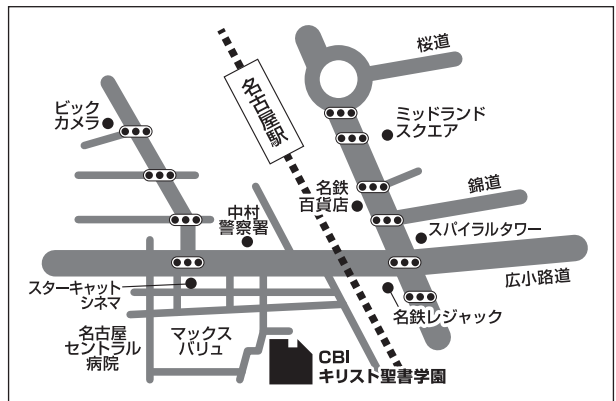 桜道
ビック
カメラ
名古屋駅
ミッドランド
スクエア
名鉄
百貨店
錦道
中村
警察署
スパイラルタワー
広小路道
スターキャット
シネマ
名鉄レジャック
名古屋
セントラル
病院
マックス
バリュ
CBI
キリスト聖書学園